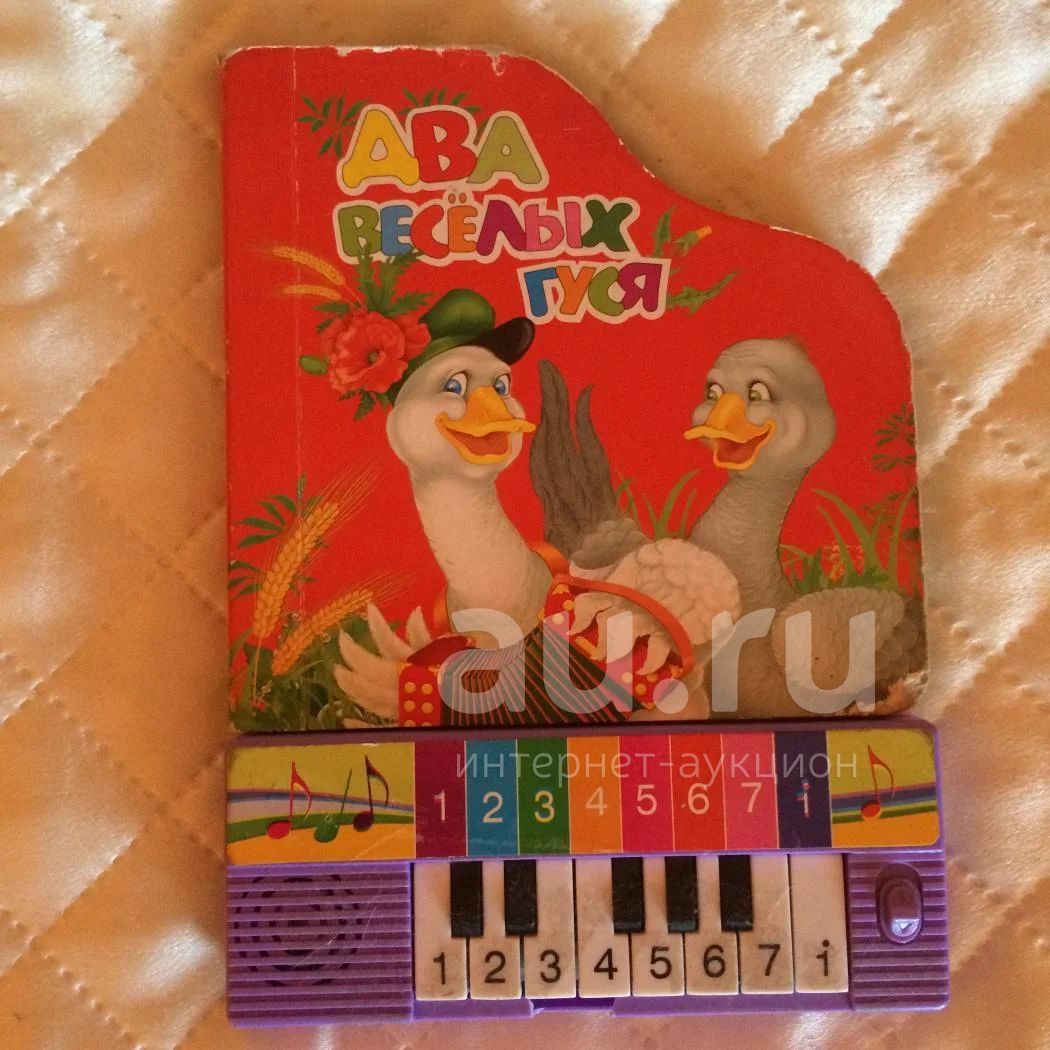 ДВА
ВЕСЁЛЫХ
ГУСЯ
au.ru
интернет-аукцион
1 2 3 4 5 6 7 i
1 2 3 4 5 6 7 i